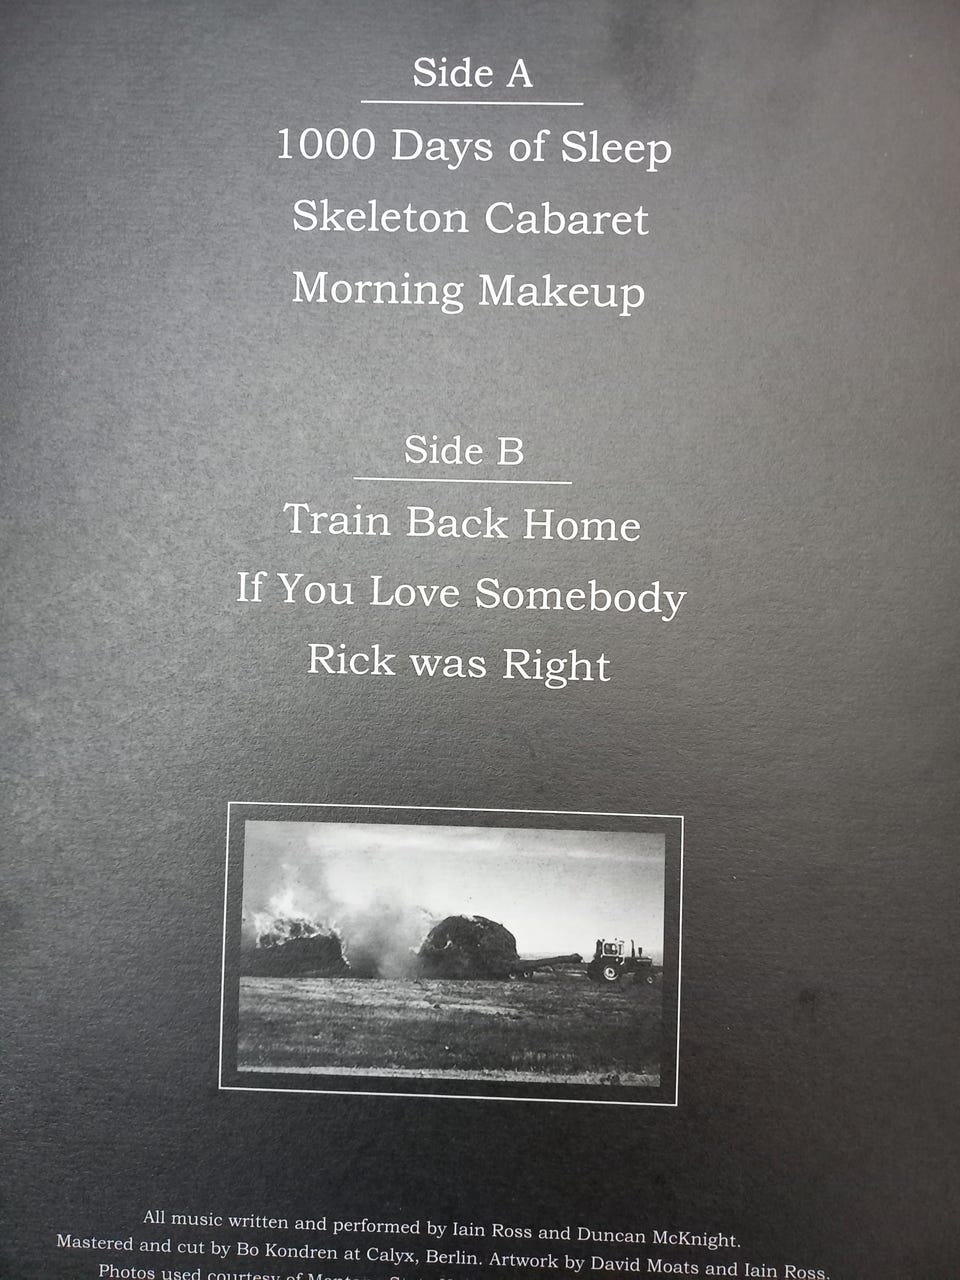 Side A
1000 Days of Sleep
Skeleton Cabaret
Morning Makeup
Side B
Train Back Home
If You Love Somebody
Rick was Right
All music written and performed by Iain Ross and Duncan McKnight.
Mastered and cut by Bo Kondren at Calyx, Berlin. Artwork by David Moats and Iain Ross.
Photos used courtesy of